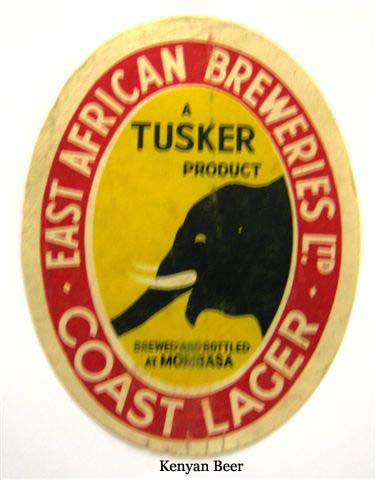 EAST AFRICAN BREWERIES LTD
A
TUSKER
PRODUCT
BREWED AND BOTTLED
AT MOMBASA
· COAST LAGER ·
Kenyan Beer